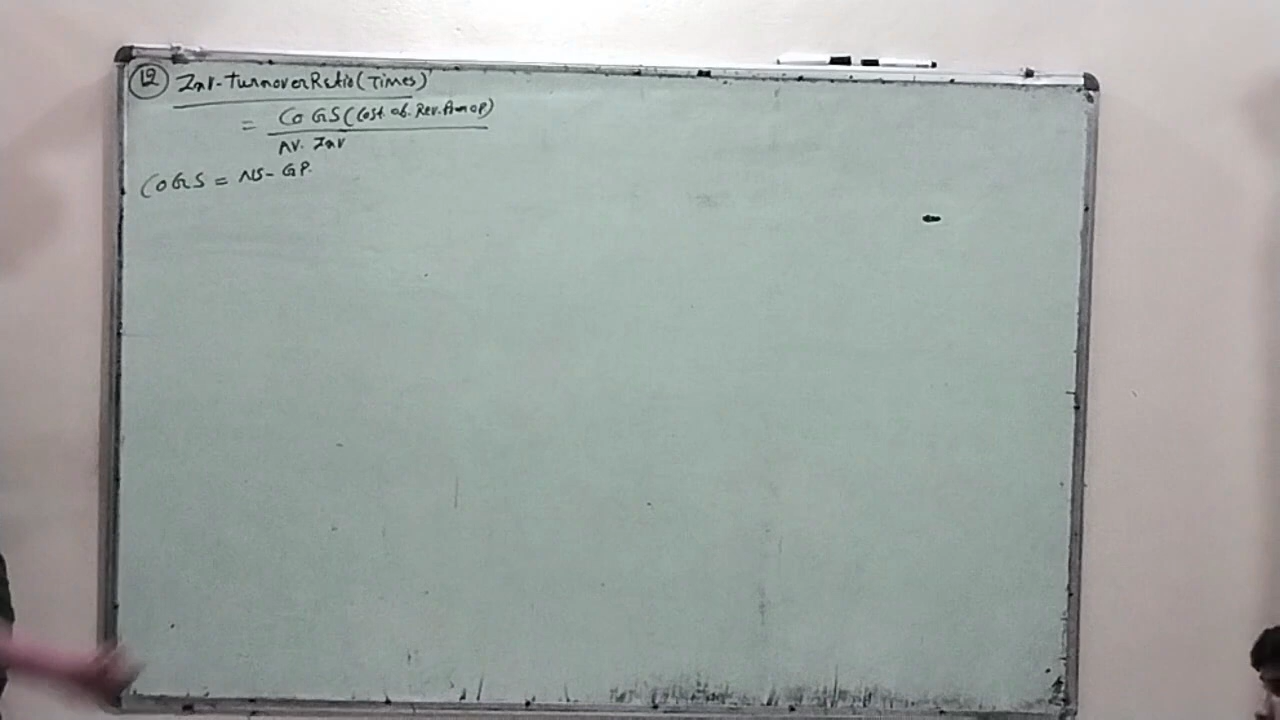 12 Inv. Turnover Ratio (Times)
= COGS (Cost. of. Rev. From OP)
Av. Inv
COGS = NS - GP.